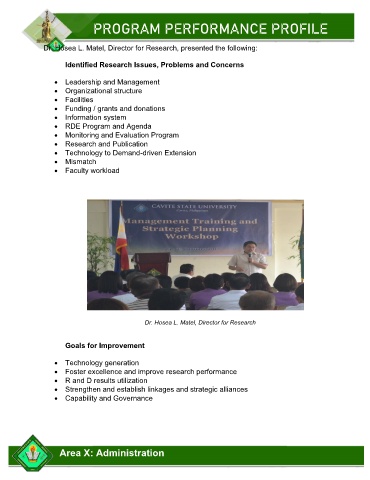 PROGRAM PERFORMANCE PROFILE
Dr. Hosea L. Matel, Director for Research, presented the following:
Identified Research Issues, Problems and Concerns
• Leadership and Management
• Organizational structure
• Facilities
• Funding / grants and donations
• Information system
• RDE Program and Agenda
• Monitoring and Evaluation Program
• Research and Publication
• Technology to Demand-driven Extension
• Mismatch
• Faculty workload
CAVITE STATE UNIVERSITY
Management Training and
Strategic Planning
Workshop
Dr. Hosea L. Matel, Director for Research
Goals for Improvement
• Technology generation
• Foster excellence and improve research performance
• R and D results utilization
• Strengthen and establish linkages and strategic alliances
• Capability and Governance
Area X: Administration